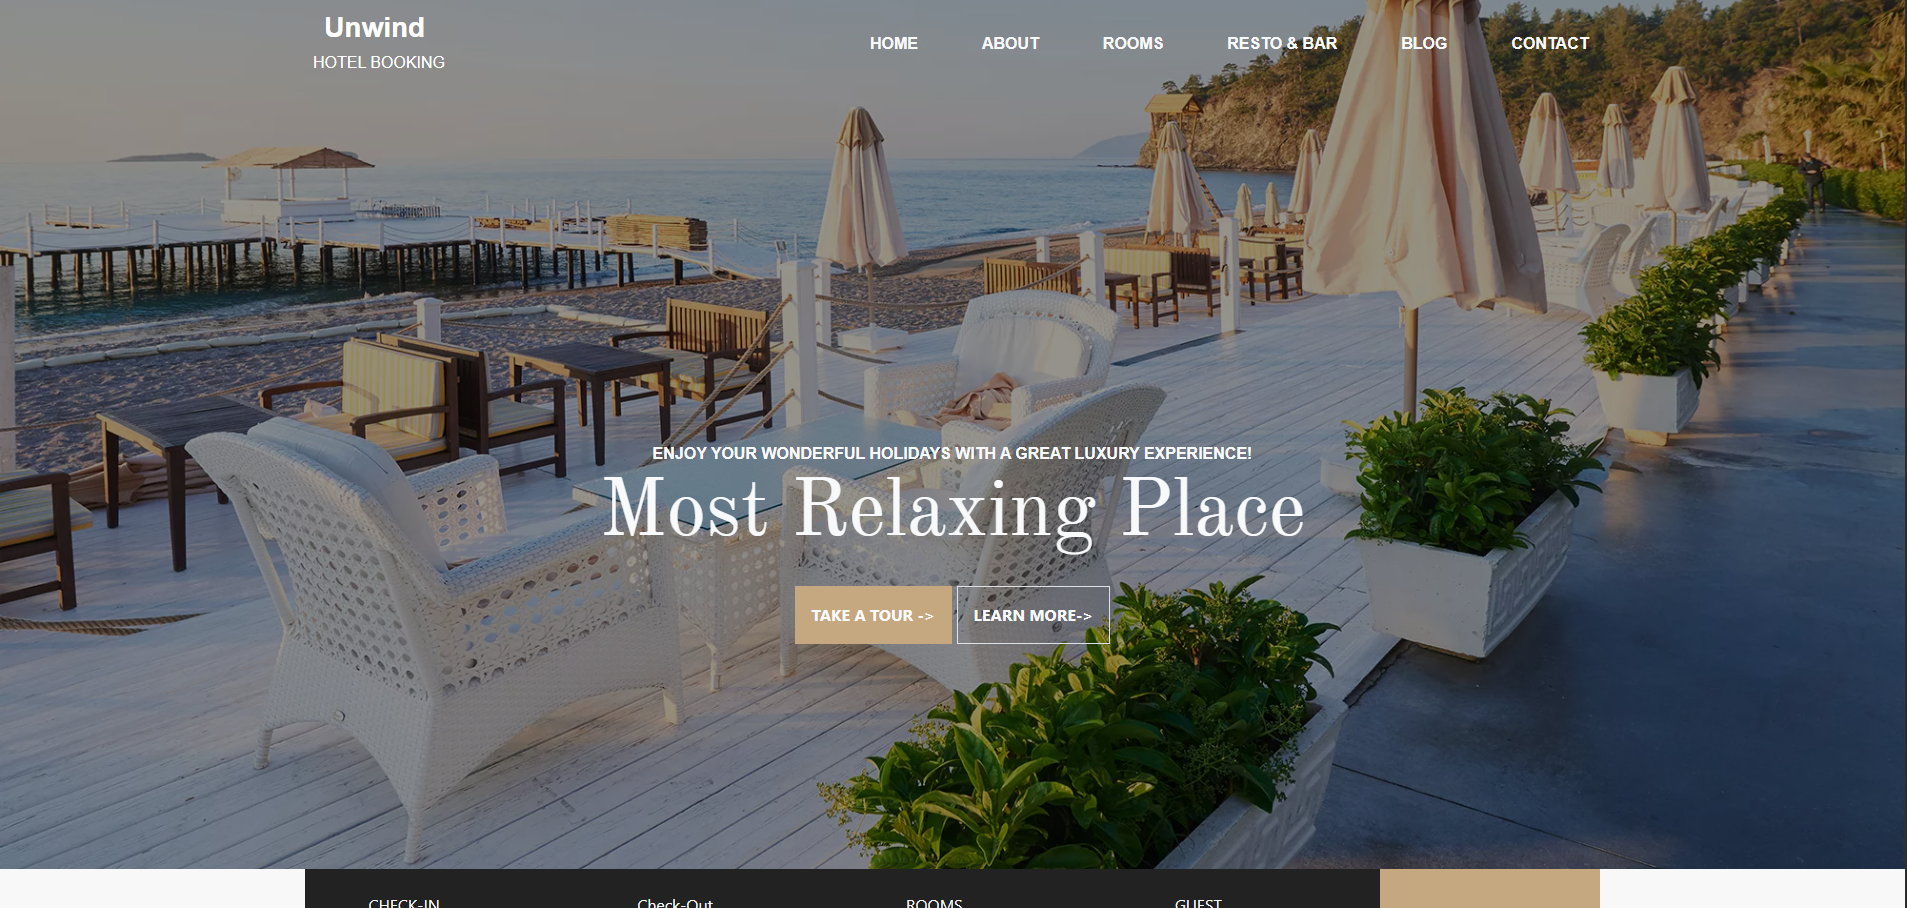 Unwind
HOTEL BOOKING
HOME ABOUT ROOMS RESTO & BAR BLOG CONTACT
ENJOY YOUR WONDERFUL HOLIDAYS WITH A GREAT LUXURY EXPERIENCE!
Most Relaxing Place
TAKE A TOUR -> LEARN MORE->
CHECK-IN Check-Out ROOMS GUEST